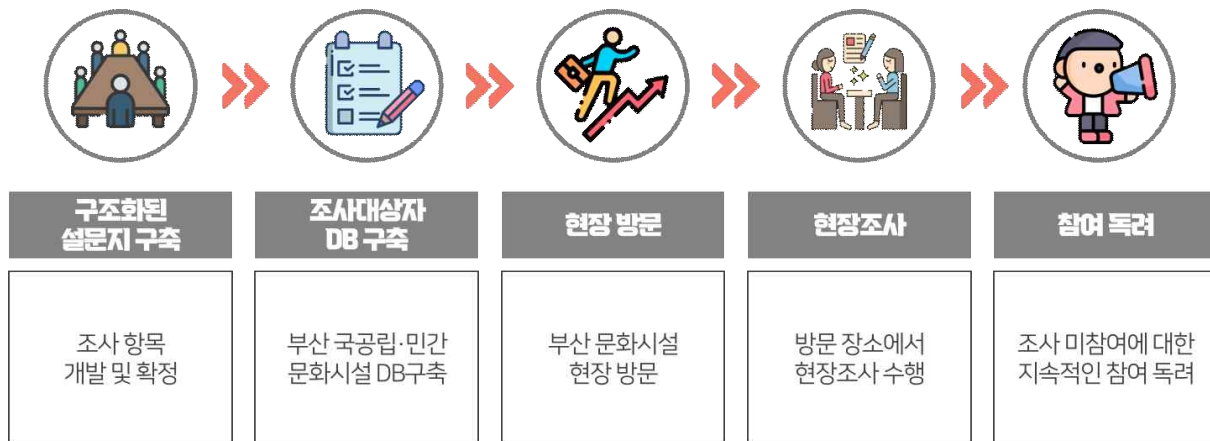 구조화된
설문지 구축
조사대상자
DB 구축
현장 방문
현장조사
참여 독려
조사 항목
개발 및 확정
부산 국공립·민간
문화시설 DB구축
부산 문화시설
현장 방문
방문 장소에서
현장조사 수행
조사 미참여에 대한
지속적인 참여 독려